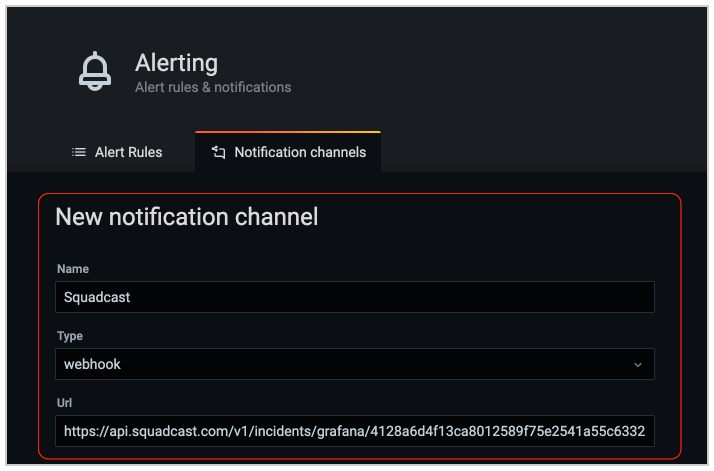 Alerting
Alert rules & notifications
Alert Rules
Notification channels
New notification channel
Name
Squadcast
Type
webhook
Url
https://api.squadcast.com/v1/incidents/grafana/4128a6d4f13ca8012589f75e2541a55c6332